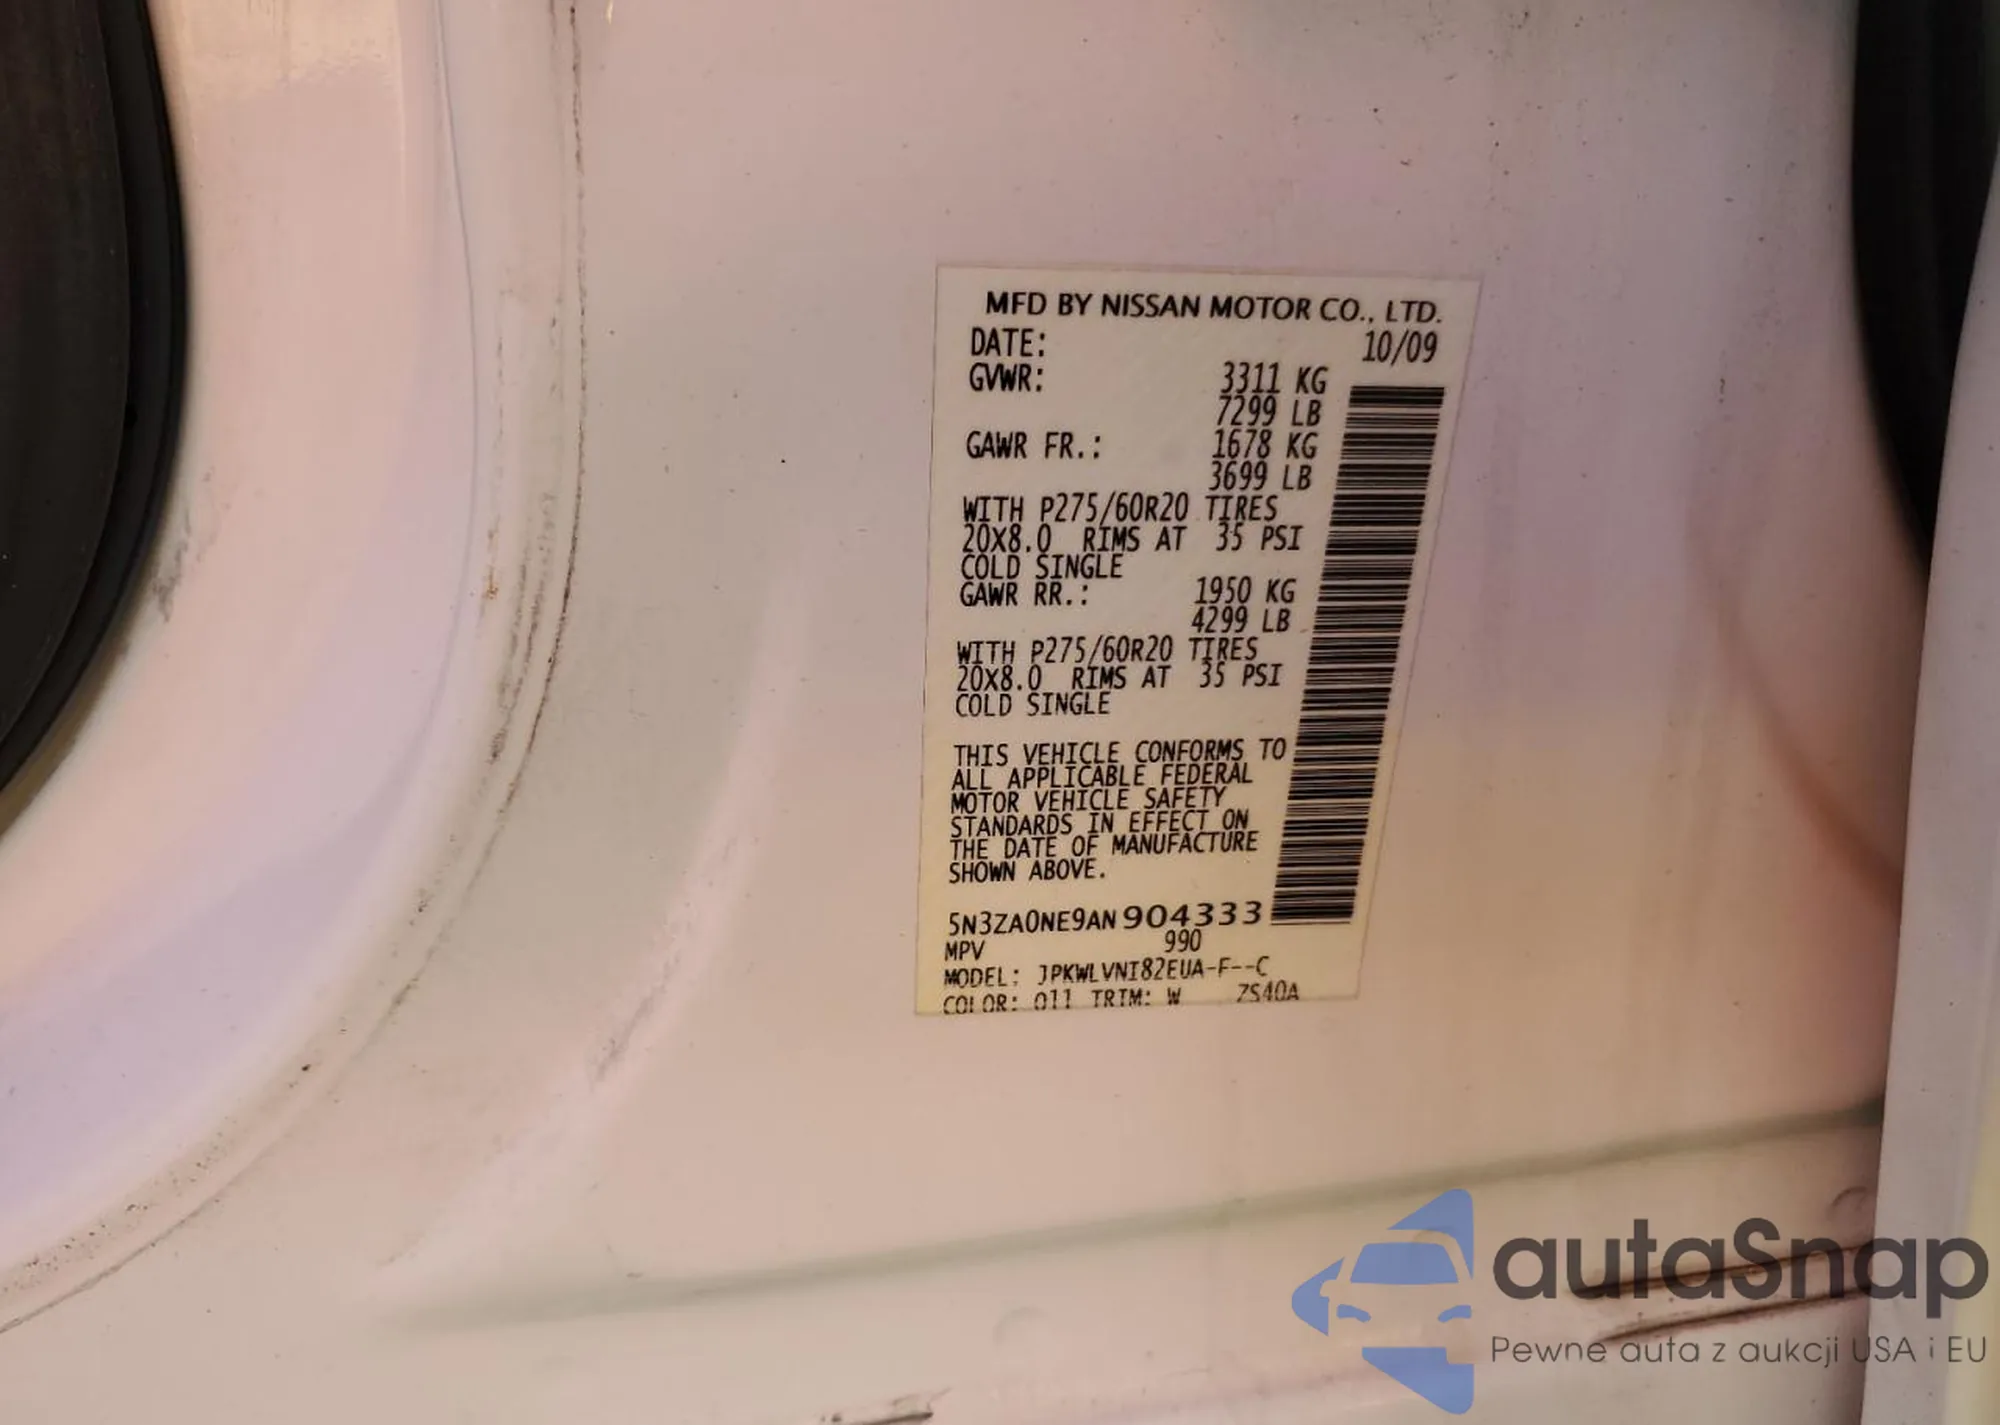 MFD BY NISSAN MOTOR CO., LTD.
DATE: 10/09
GVWR: 3311 KG
7299 LB
GAWR FR.: 1678 KG
3699 LB
WITH P275/60R20 TIRES
20X8.0 RIMS AT 35 PSI
COLD SINGLE
GAWR RR.: 1950 KG
4299 LB
WITH P275/60R20 TIRES
20X8.0 RIMS AT 35 PSI
COLD SINGLE
THIS VEHICLE CONFORMS TO
ALL APPLICABLE FEDERAL
MOTOR VEHICLE SAFETY
STANDARDS IN EFFECT ON
THE DATE OF MANUFACTURE
SHOWN ABOVE.
5N3ZA0NE9AN904333
MPV 990
MODEL: JPKWLVNI82EUA-F--C
COLOR: Q11 TRIM: W ZS40A
autaSnap
Pewne auta z aukcji USA i EU